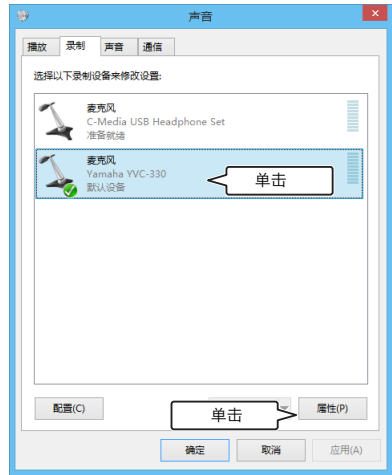 声音
播放 录制 声音 通信
选择以下录制设备来修改设置:
麦克风
C-Media USB Headphone Set
准备就绪
麦克风
Yamaha YVC-330
默认设备
单击
配置(C)
单击
属性(P)
确定
取消
应用(A)